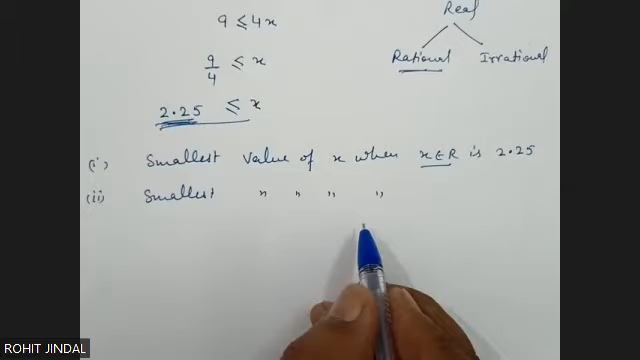 9 ≤ 4x
Real
Rational Irrational
9/4 ≤ x
2.25 ≤ x
(i) Smallest value of x when x ∈ R is 2.25
(ii) Smallest " " " "
ROHIT JINDAL